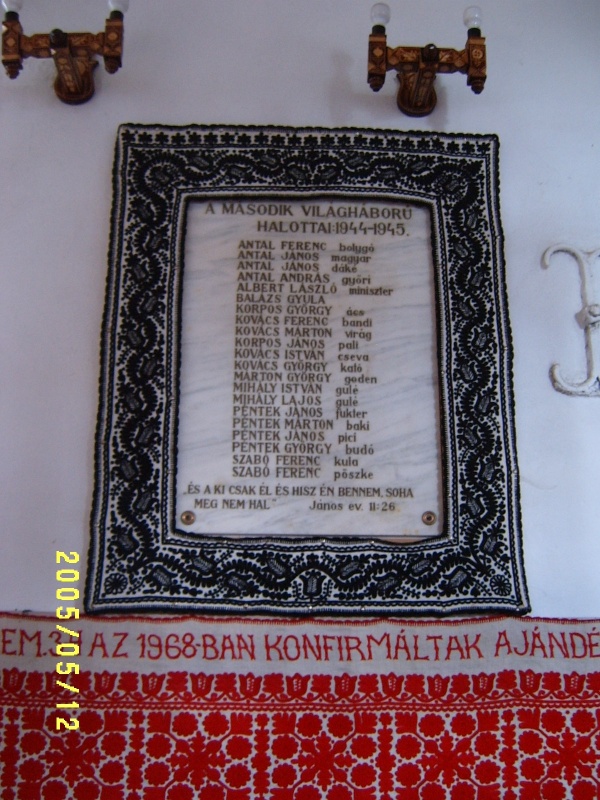 A MÁSODIK VILÁGHÁBORÚ
HALOTTAI:1944-1945.
ANTAL FERENC bolygó
ANTAL JÁNOS magyar
ANTAL JÁNOS dáké
ANTAL ANDRÁS győri
ALBERT LÁSZLÓ miniszter
BALÁZS GYULA
KORPOS GYÖRGY ács
KOVÁCS FERENC bandi
KOVÁCS MÁRTON virág
KORPOS JÁNOS pali
KOVÁCS ISTVÁN cseva
KOVÁCS GYÖRGY kaló
MÁRTON GYÖRGY goden
MIHÁLY ISTVÁN gulé
MIHÁLY LAJOS gulé
PÉNTEK JÁNOS fukter
PÉNTEK MÁRTON baki
PÉNTEK JÁNOS pici
PÉNTEK GYÖRGY budó
SZABÓ FERENC kula
SZABÓ FERENC pöszke
„ÉS A KI CSAK ÉL ÉS HISZ ÉN BENNEM, SOHA
MEG NEM HAL." János ev. 11:26
EM.3 AZ 1968-BAN KONFIRMÁLTAK AJÁNDÉ
2005/05/12